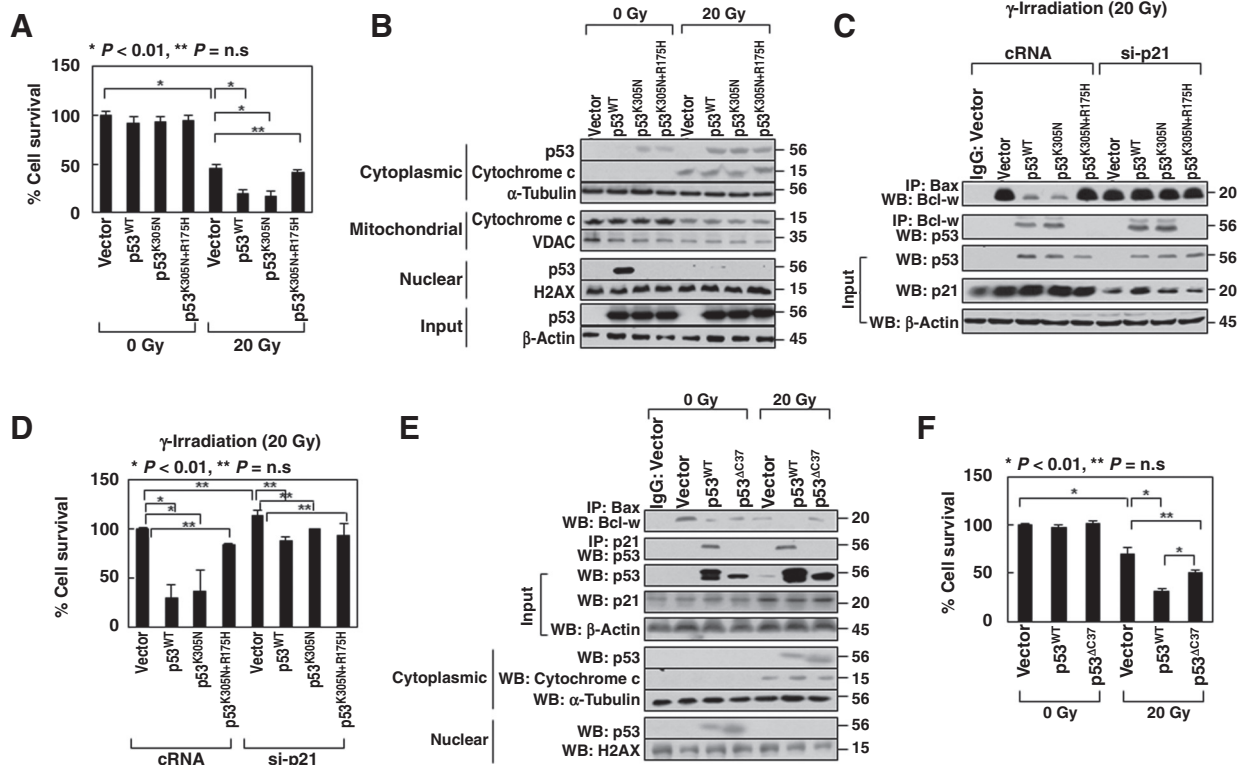 A
* P < 0.01, ** P = n.s
% Cell survival
150
100
50
0
* * * **
Vector p53WT p53K305N p53K305N+R175H Vector p53WT p53K305N p53K305N+R175H
0 Gy 20 Gy
B
0 Gy 20 Gy
Vector p53WT p53K305N p53K305N+R175H Vector p53WT p53K305N p53K305N+R175H
Cytoplasmic
p53 56
Cytochrome c 15
α-Tubulin 56
Mitochondrial
Cytochrome c 15
VDAC 35
Nuclear
p53 56
H2AX 15
Input
p53 56
β-Actin 45
C
γ-Irradiation (20 Gy)
cRNA si-p21
IgG: Vector Vector p53WT p53K305N p53K305N+R175H Vector p53WT p53K305N p53K305N+R175H
IP: Bax
WB: Bcl-w 20
IP: Bcl-w
WB: p53 56
Input
WB: p53 56
WB: p21 20
WB: β-Actin 45
D
γ-Irradiation (20 Gy)
* P < 0.01, ** P = n.s
% Cell survival
150
100
50
0
** * * ** ** ** **
Vector p53WT p53K305N p53K305N+R175H Vector p53WT p53K305N p53K305N+R175H
cRNA si-p21
E
0 Gy 20 Gy
IgG: Vector Vector p53WT p53ΔC37 Vector p53WT p53ΔC37
IP: Bax
WB: Bcl-w 20
IP: p21
WB: p53 56
Input
WB: p53 56
WB: p21 20
WB: β-Actin 45
Cytoplasmic
WB: p53 56
WB: Cytochrome c 15
WB: α-Tubulin 56
Nuclear
WB: p53 56
WB: H2AX 15
F
* P < 0.01, ** P = n.s
% Cell survival
150
100
50
0
* * ** *
Vector p53WT p53ΔC37 Vector p53WT p53ΔC37
0 Gy 20 Gy